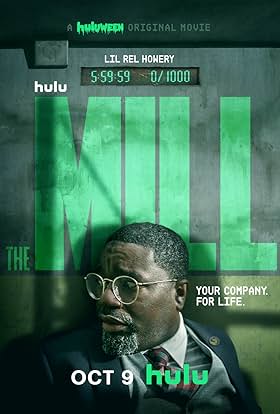 A huluween ORIGINAL MOVIE
LIL REL HOWERY
5:59:59 0/1000
hulu
THE MILL
YOUR COMPANY.
FOR LIFE.
OCT 9 hulu